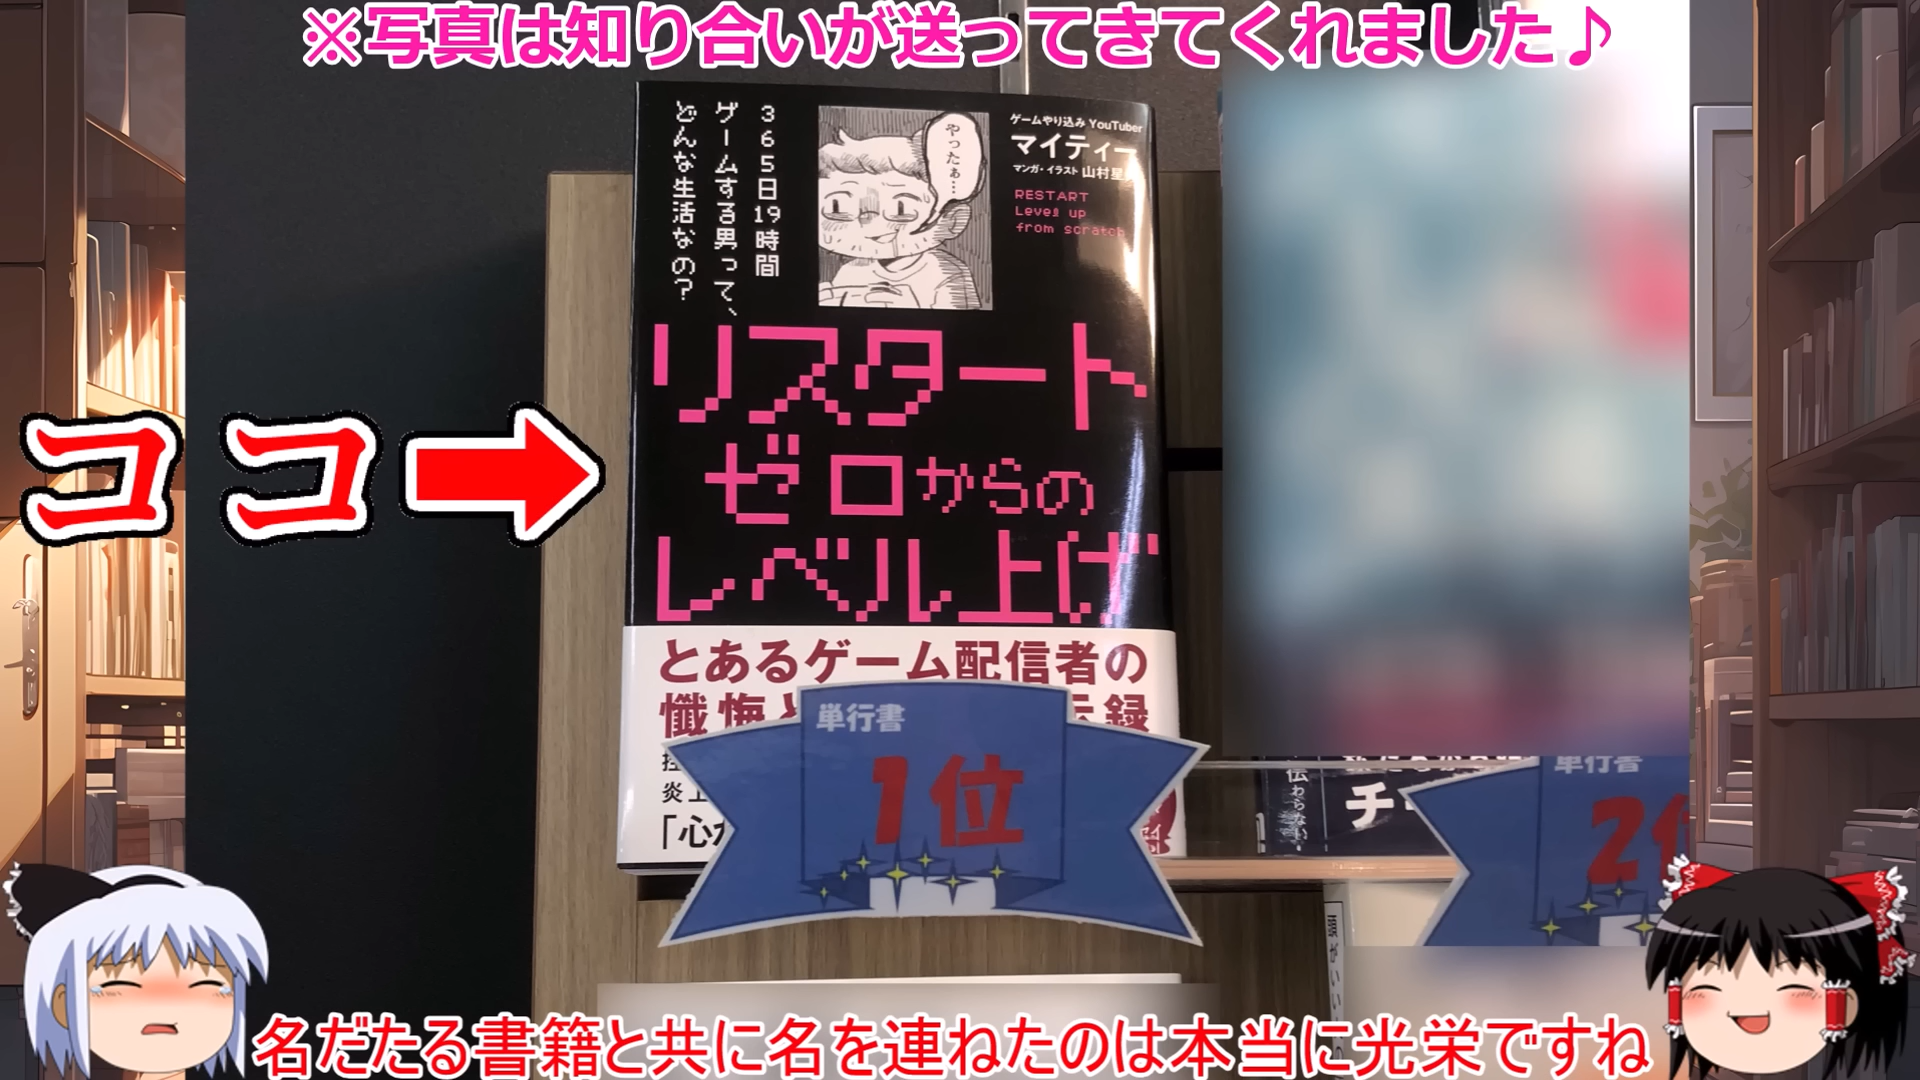 ※写真は知り合いが送ってきてくれました♪
365日19時間
ゲームする男って、
どんな生活なの?
やったぁ…
ゲームやり込み YouTuber
マイティー
マンガ・イラスト 山村星
RESTART
Level up
from scratch
リスタート
ゼロからの
レベル上げ
ココ
とあるゲーム配信者の
懺悔 録
炎上
「心
単行書
1位
伝わらない
単行書
2位
名だたる書籍と共に名を連ねたのは本当に光栄ですね